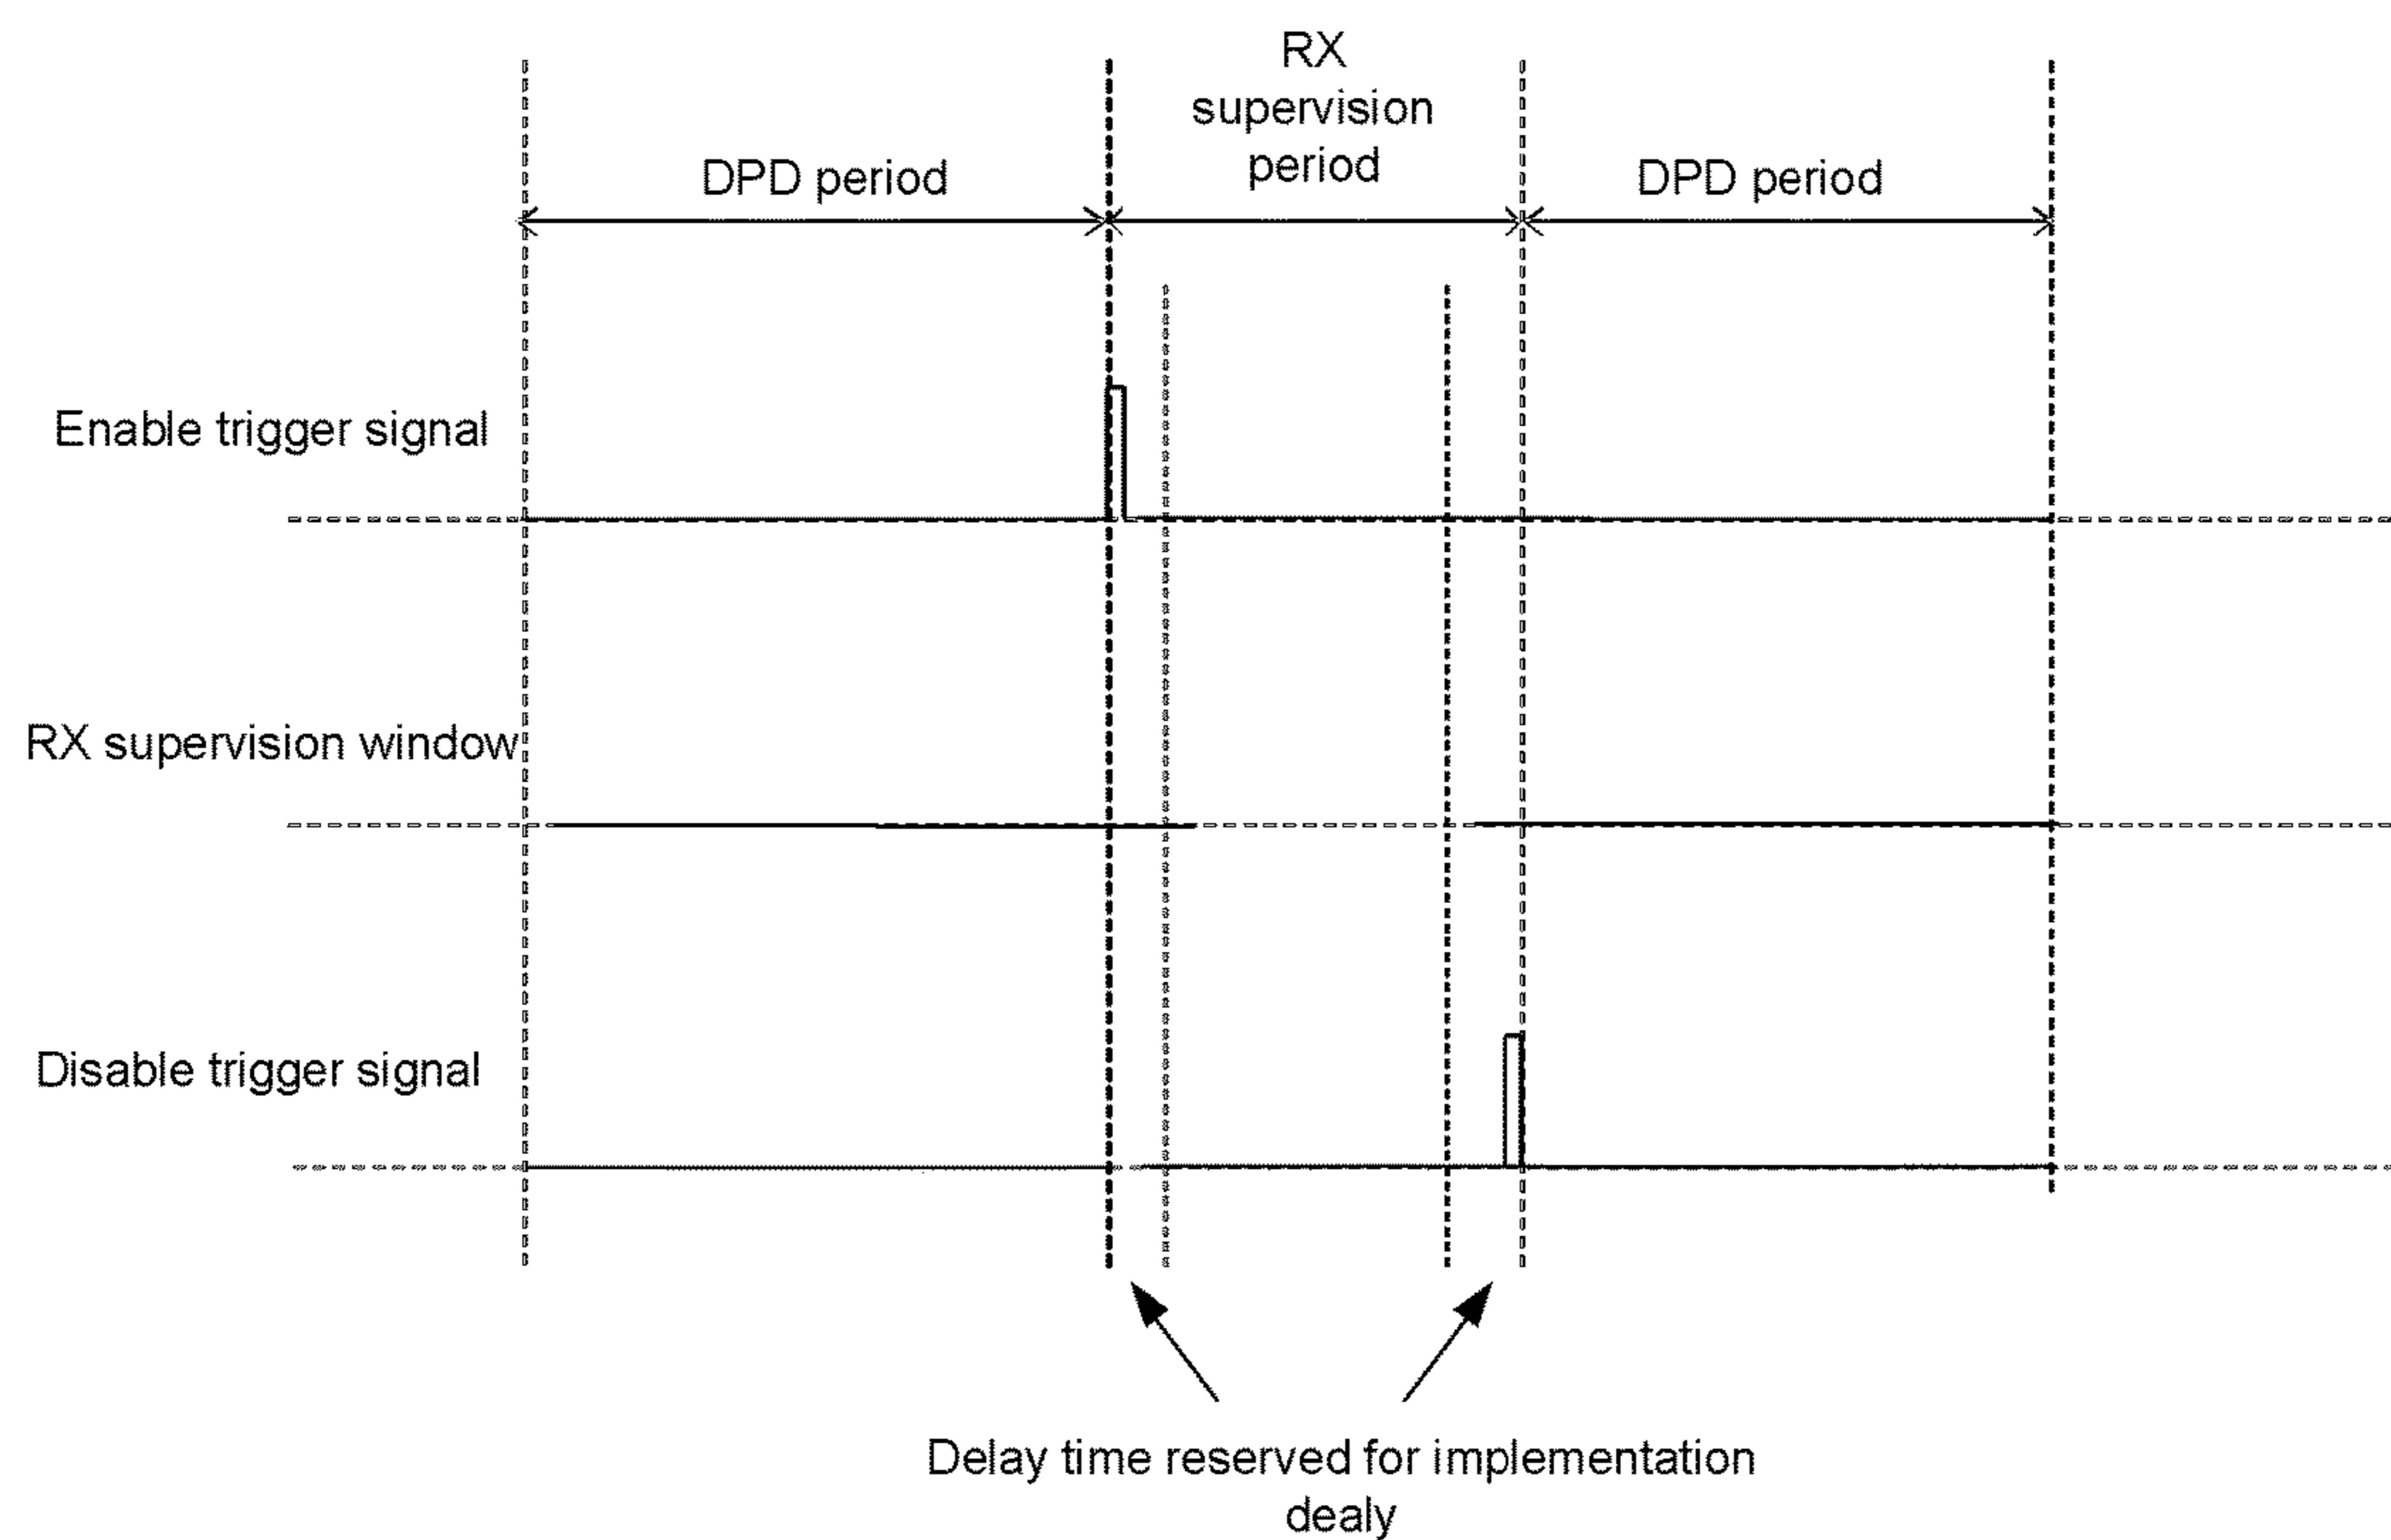 RX
supervision
period
DPD period
DPD period
Enable trigger signal
RX supervision window
Disable trigger signal
Delay time reserved for implementation
dealy